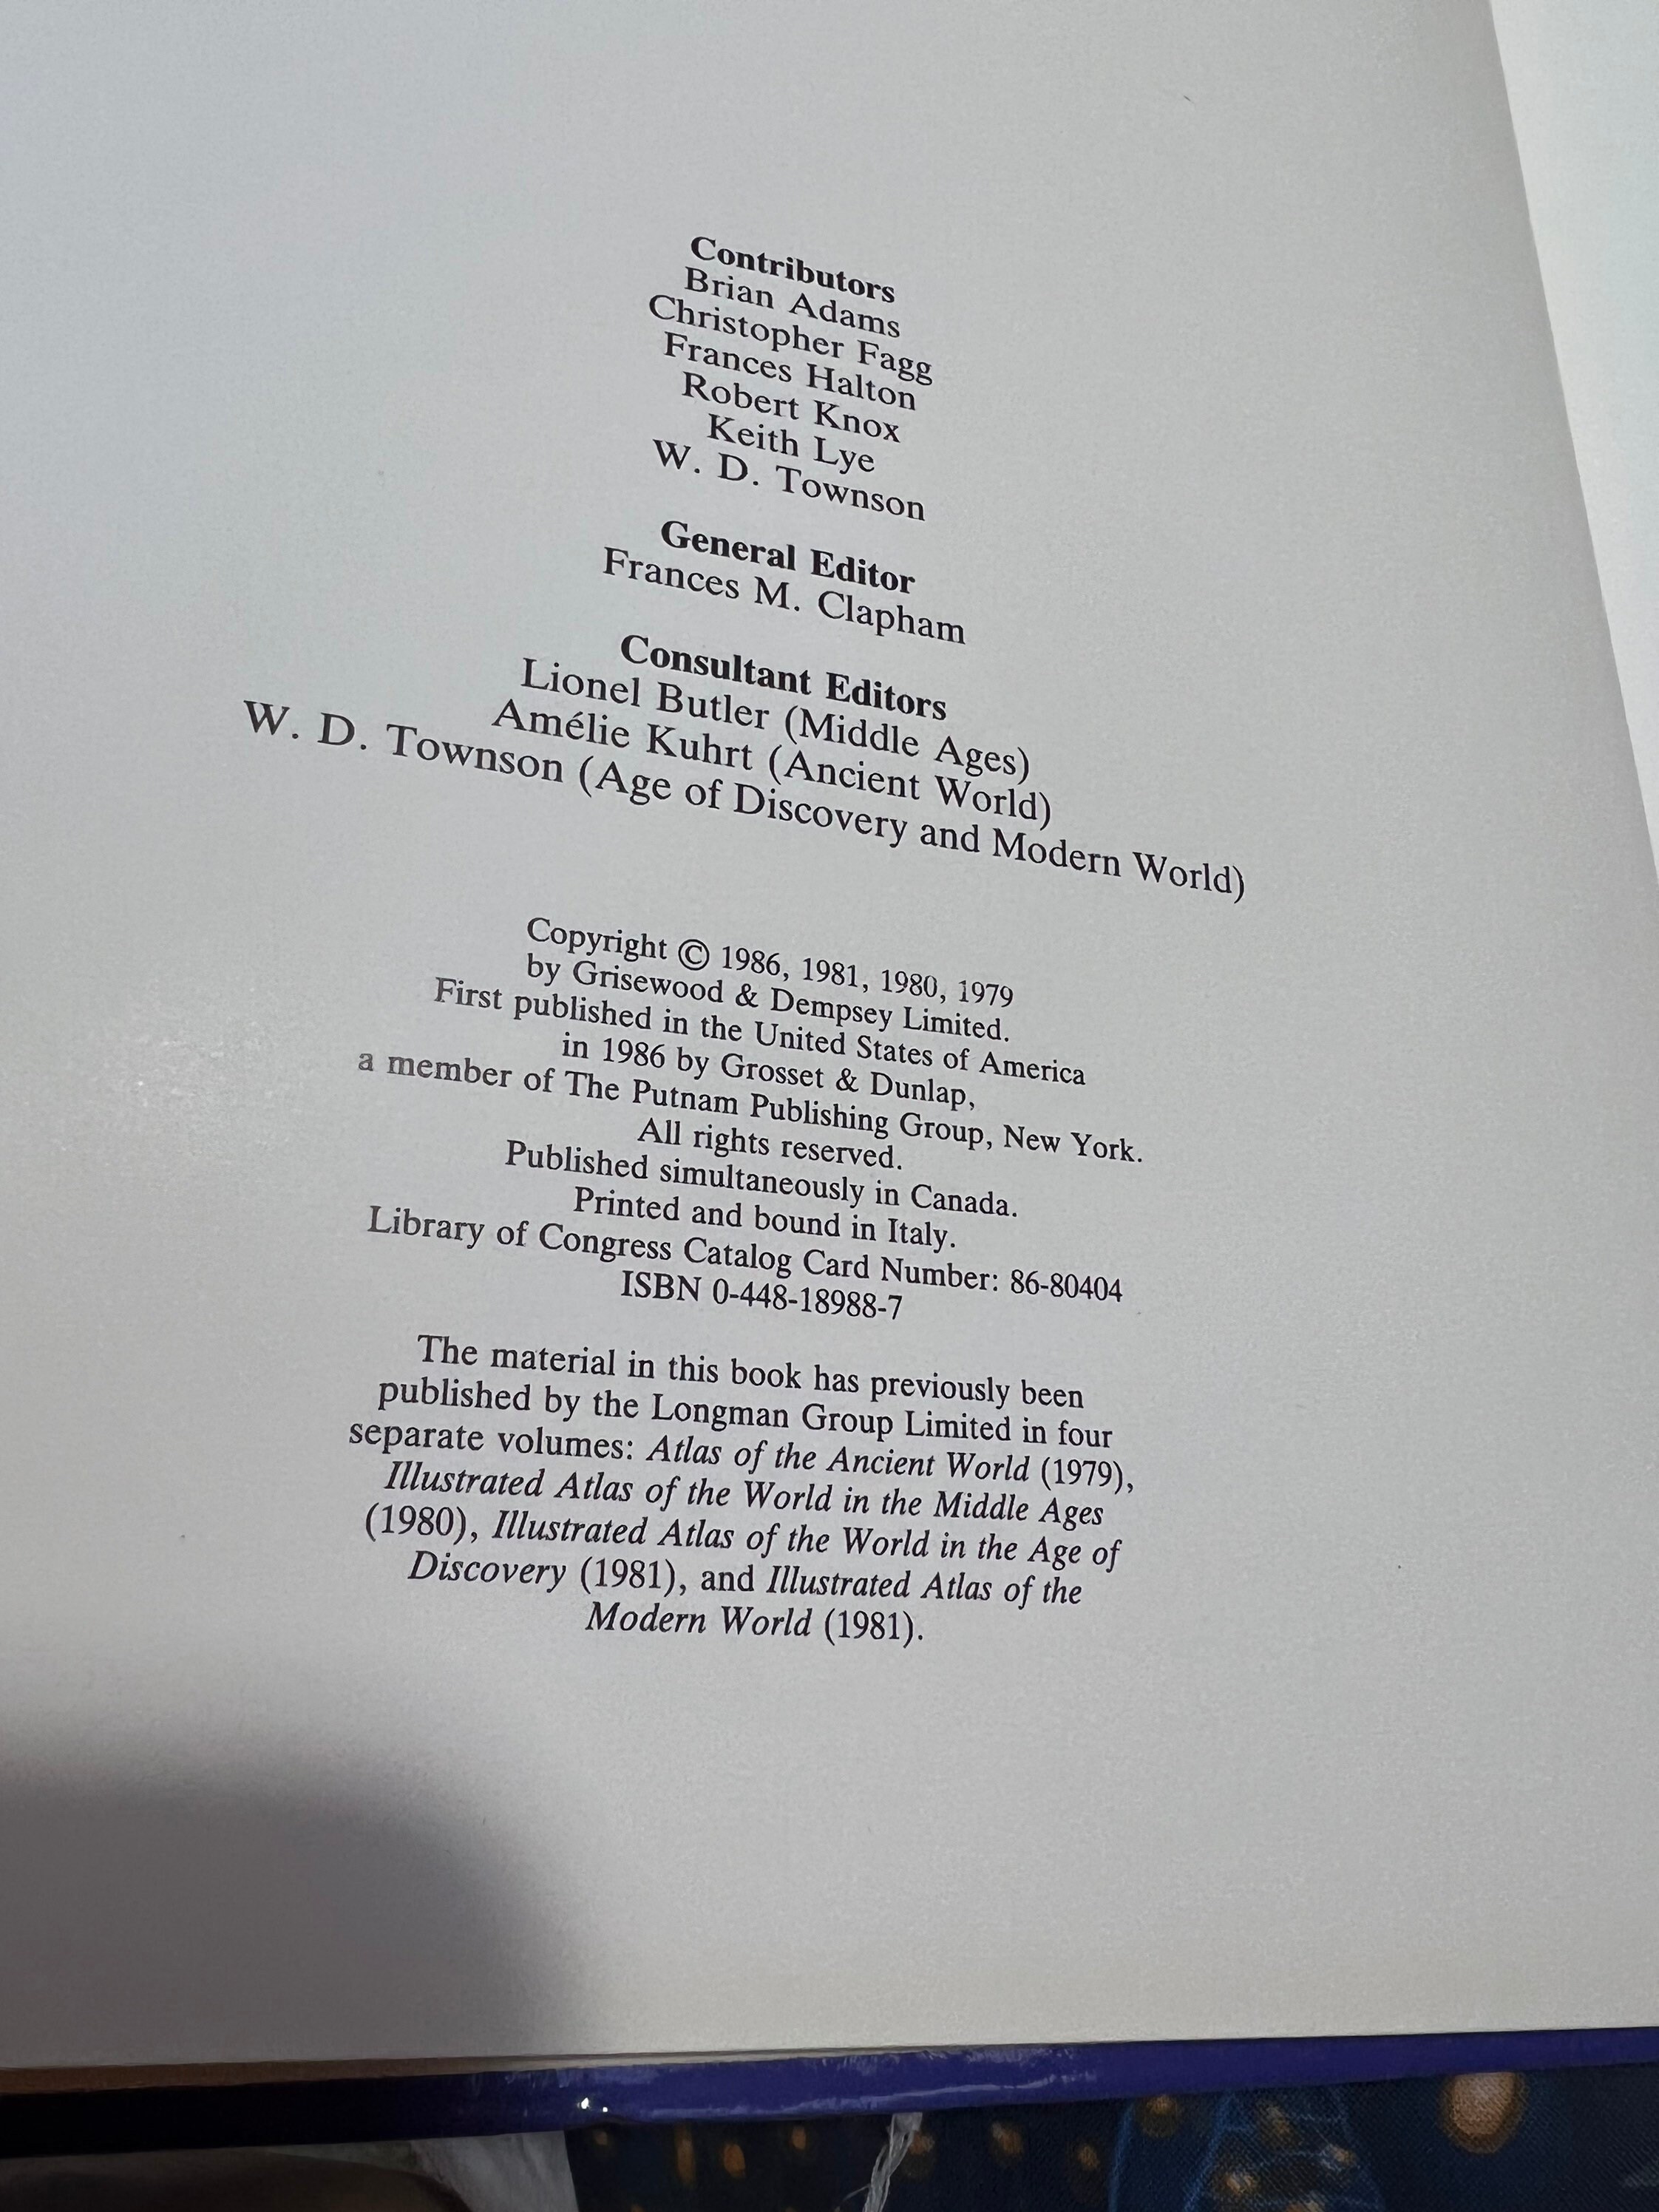 Contributors
Brian Adams
Christopher Fagg
Frances Halton
Robert Knox
Keith Lye
W. D. Townson
General Editor
Frances M. Clapham
Consultant Editors
Lionel Butler (Middle Ages)
Amélie Kuhrt (Ancient World)
W. D. Townson (Age of Discovery and Modern World)
Copyright © 1986, 1981, 1980, 1979
by Grisewood & Dempsey Limited.
First published in the United States of America
in 1986 by Grosset & Dunlap,
a member of The Putnam Publishing Group, New York.
All rights reserved.
Published simultaneously in Canada.
Printed and bound in Italy.
Library of Congress Catalog Card Number: 86-80404
ISBN 0-448-18988-7
The material in this book has previously been
published by the Longman Group Limited in four
separate volumes: Atlas of the Ancient World (1979),
Illustrated Atlas of the World in the Middle Ages
(1980), Illustrated Atlas of the World in the Age of
Discovery (1981), and Illustrated Atlas of the
Modern World (1981).